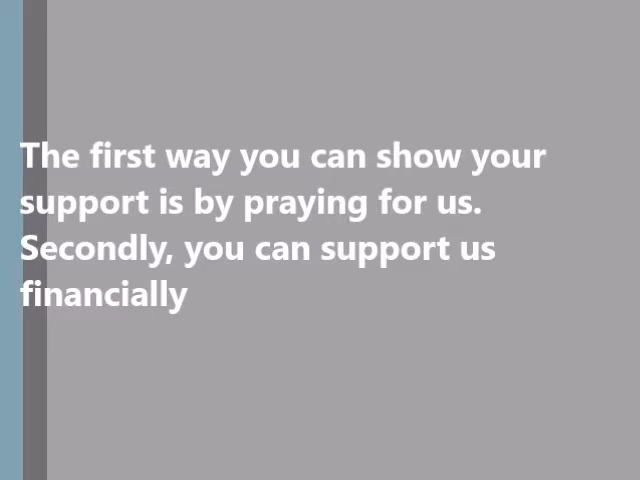 The first way you can show your
support is by praying for us.
Secondly, you can support us
financially